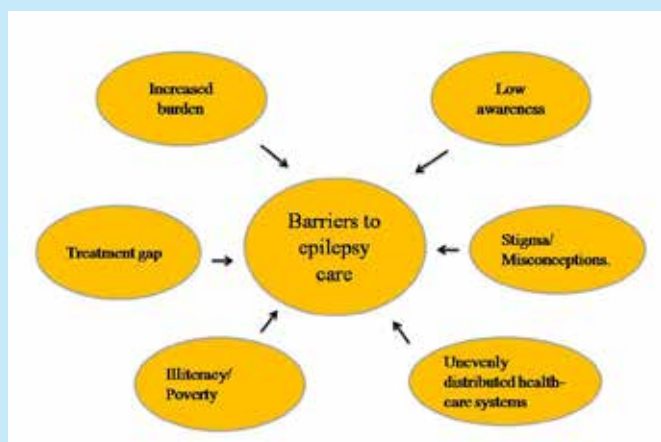 Increased
burden
Low
awareness
Barriers to
epilepsy
care
Treatment gap
Stigma/
Misconceptions.
Illiteracy/
Poverty
Unevenly
distributed health-
care systems